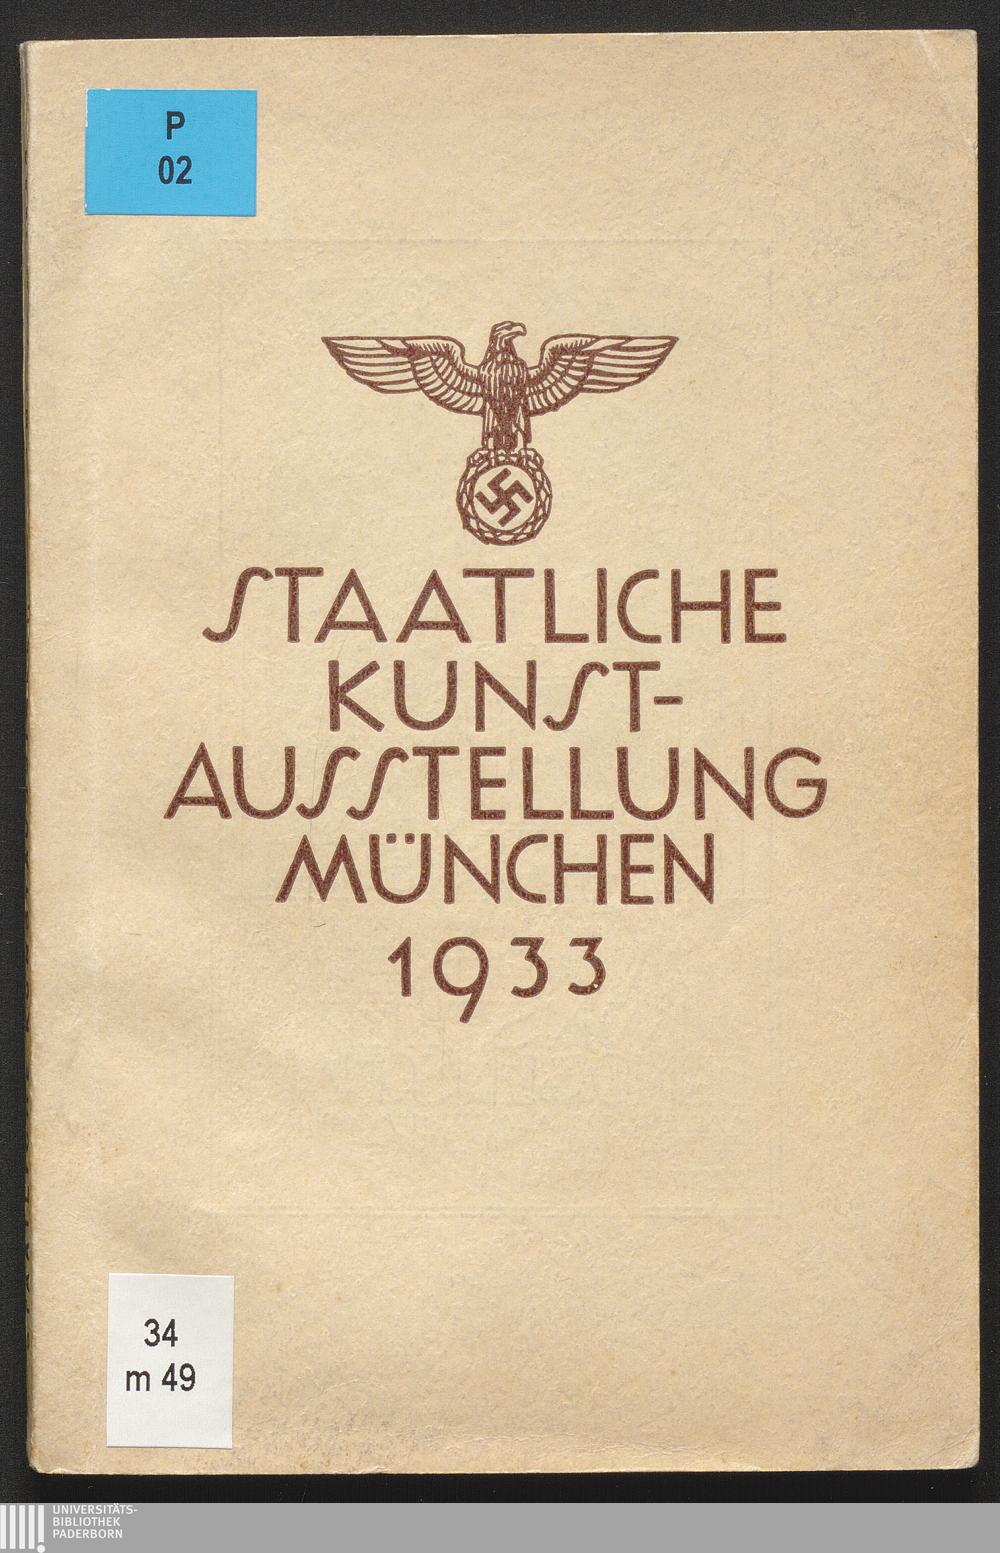 P
02
STAATLICHE
KUNST-
AUSSTELLUNG
MÜNCHEN
1933
34
m 49
UNIVERSITÄTS-
BIBLIOTHEK
PADERBORN